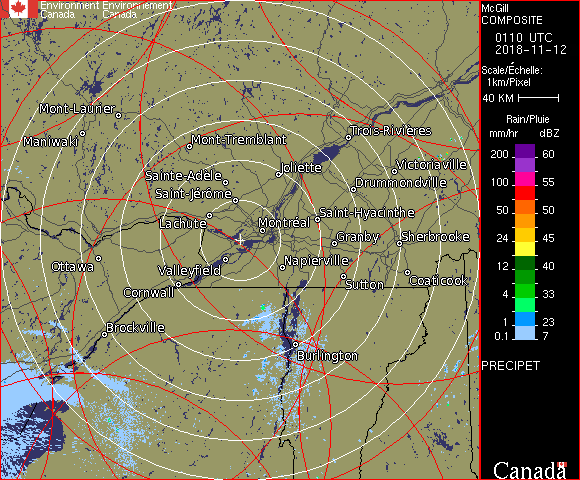 Environment Environnement
Canada Canada
McGill
COMPOSITE
0110 UTC
2018-11-12
Scale/Échelle:
1km/Pixel
40 KM
Rain/Pluie
mm/hr dBZ
200 60
155
100 55
50 50
24 45
12 40
4 33
1 23
0.1 7
PRECIPET
Canada
Mont-Laurier
Maniwaki
Mont-Tremblant
Trois-Rivières
Joliette
Victoriaville
Sainte-Adèle
Drummondville
Saint-Jérôme
Saint-Hyacinthe
Lachute
Montréal
Granby
Sherbrooke
Ottawa
Valleyfield
Napierville
Coaticook
Cornwall
Sutton
Brockville
Burlington